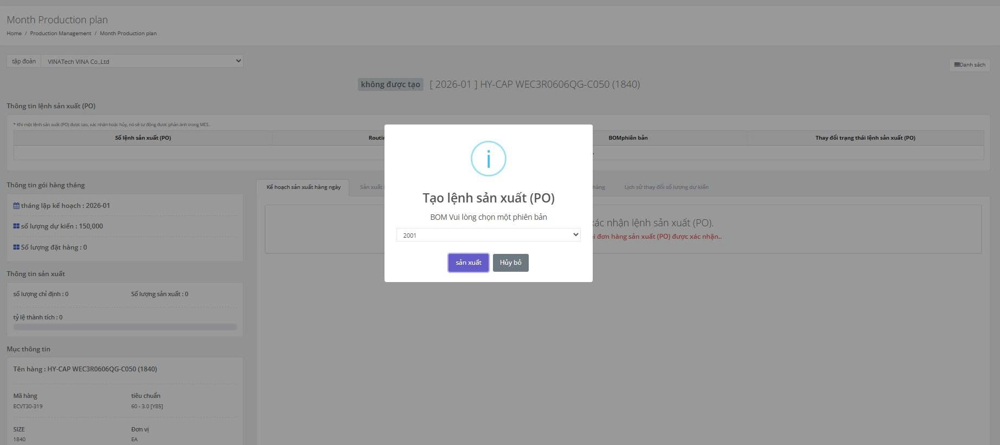 Month Production plan
Home / Production Management / Month Production plan
tập đoàn VINATech VINA Co.,Ltd
Danh sách
không được tạo [ 2026-01 ] HY-CAP WEC3R0606QG-C050 (1840)
Thông tin lệnh sản xuất (PO)
* Khi một lệnh sản xuất (PO) được tạo, xác nhận hoặc hủy, nó sẽ tự động được phản ánh trong MES..
Số lệnh sản xuất (PO) Routin BOMphiên bản Thay đổi trạng thái lệnh sản xuất (PO)
Tạo lệnh sản xuất (PO)
BOM Vui lòng chọn một phiên bản
2001
sản xuất Hủy bỏ
Thông tin gói hàng tháng
tháng lập kế hoạch : 2026-01
số lượng dự kiến : 150,000
Số lượng đặt hàng : 0
Kế hoạch sản xuất hàng ngày Sản xuất hàng Lịch sử thay đổi số lượng dự kiến
xác nhận lệnh sản xuất (PO).
i đơn hàng sản xuất (PO) được xác nhận..
Thông tin sản xuất
số lượng chỉ định : 0 Số lượng sản xuất : 0
tỷ lệ thành tích : 0
Mục thông tin
Tên hàng : HY-CAP WEC3R0606QG-C050 (1840)
Mã hàng tiêu chuẩn
ECVT30-319 60 - 3.0 [Y85]
SIZE Đơn vị
1840 EA